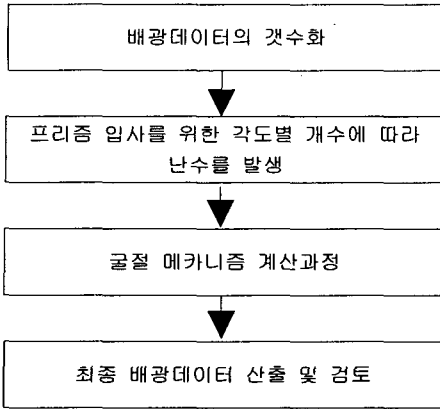 배광데이터의 갯수화
프리즘 입사를 위한 각도별 개수에 따라
난수를 발생
굴절 메카니즘 계산과정
최종 배광데이터 산출 및 검토